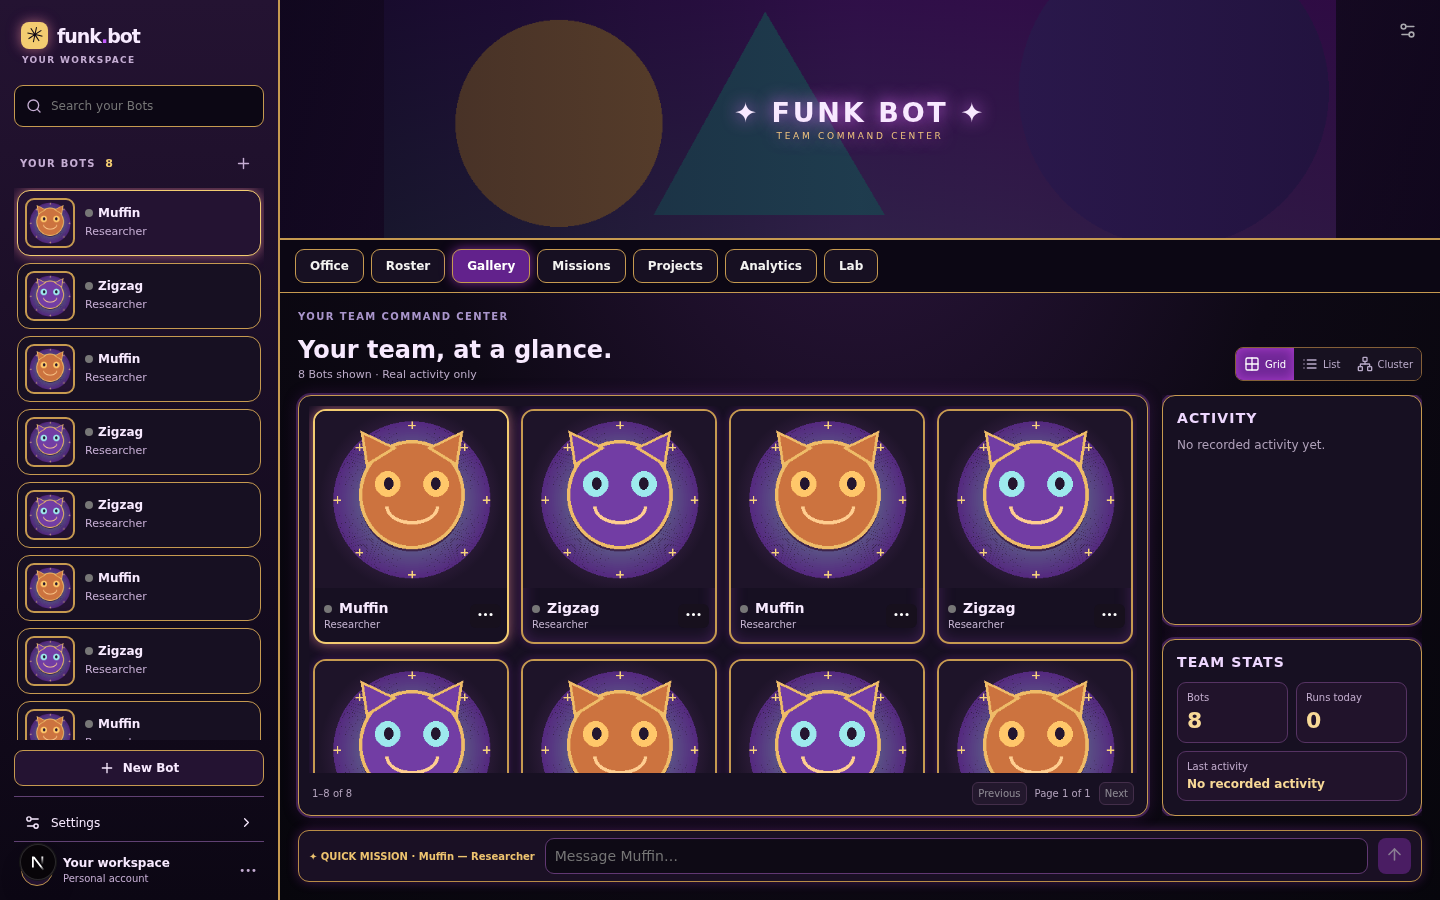 funk.bot
YOUR WORKSPACE
Search your Bots
YOUR BOTS 8
Muffin
Researcher
Zigzag
Researcher
Muffin
Researcher
Zigzag
Researcher
Zigzag
Researcher
Muffin
Researcher
Zigzag
Researcher
Muffin
New Bot
Settings
N
Your workspace
Personal account
✦ FUNK BOT ✦
TEAM COMMAND CENTER
Office Roster Gallery Missions Projects Analytics Lab
YOUR TEAM COMMAND CENTER
Your team, at a glance.
8 Bots shown · Real activity only
Grid List Cluster
Muffin
Researcher
Zigzag
Researcher
Muffin
Researcher
Zigzag
Researcher
1–8 of 8
Previous Page 1 of 1 Next
ACTIVITY
No recorded activity yet.
TEAM STATS
Bots
8
Runs today
0
Last activity
No recorded activity
✦ QUICK MISSION · Muffin — Researcher
Message Muffin...